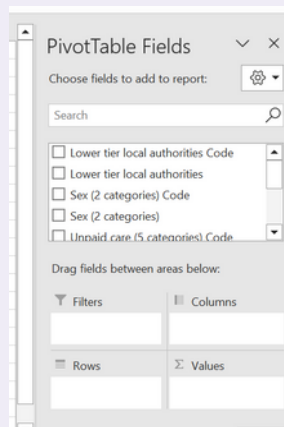 PivotTable Fields
Choose fields to add to report:
Search
Lower tier local authorities Code
Lower tier local authorities
Sex (2 categories) Code
Sex (2 categories)
Unpaid care (5 categories) Code
Drag fields between areas below:
Filters
Columns
Rows
Σ Values